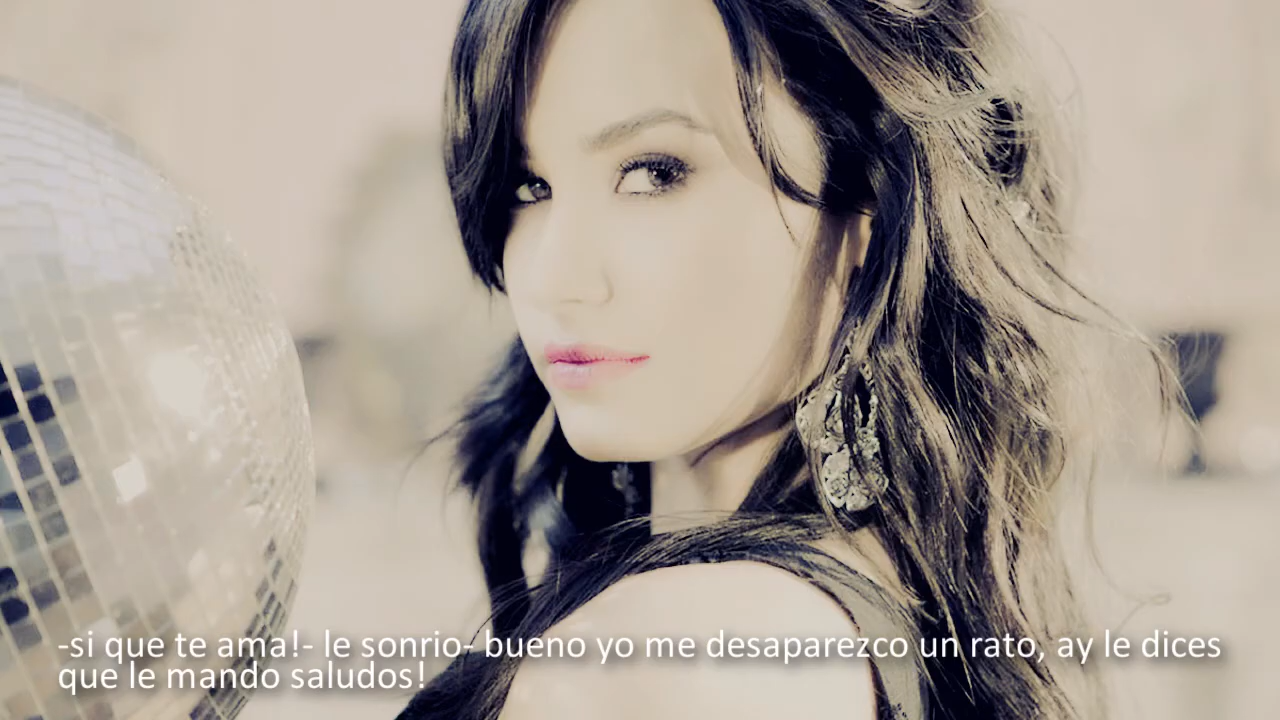 -si que te ama!- le sonrio- bueno yo me desaparezco un rato, ay le dices
que le mando saludos!